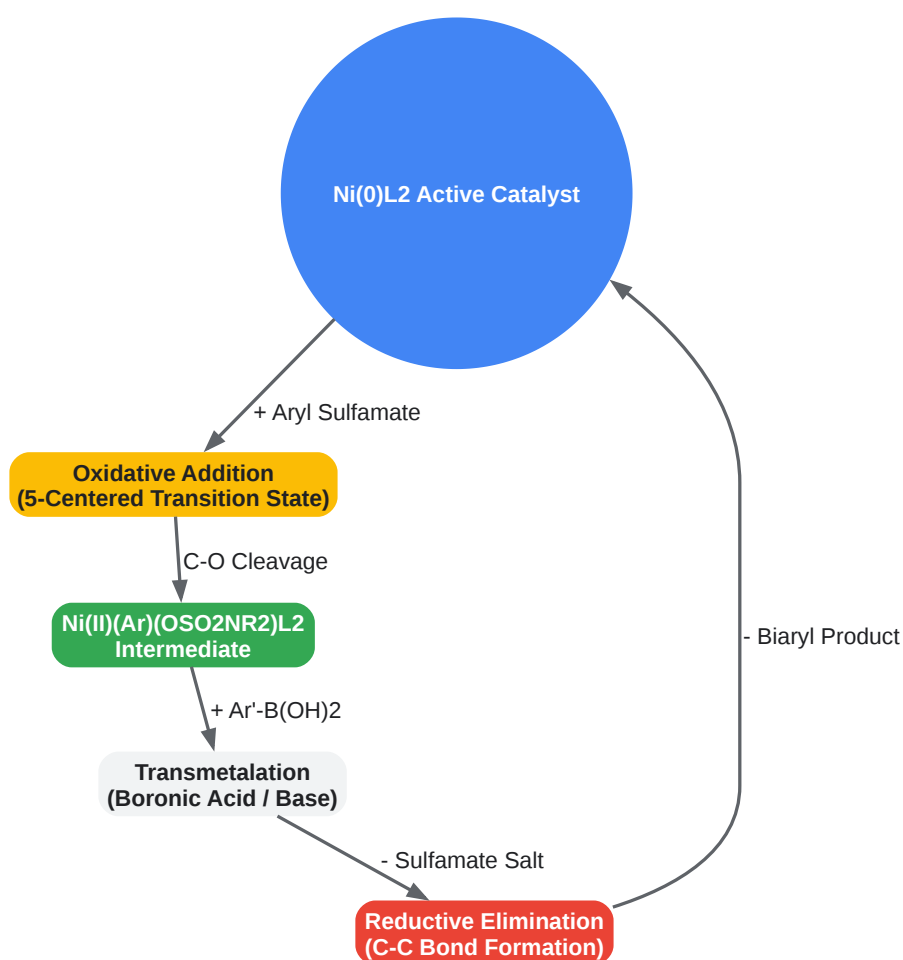 Ni(0)L2 Active Catalyst
+ Aryl Sulfamate
Oxidative Addition
(5-Centered Transition State)
C-O Cleavage
Ni(II)(Ar)(OSO2NR2)L2
Intermediate
+ Ar'-B(OH)2
- Biaryl Product
Transmetalation
(Boronic Acid / Base)
- Sulfamate Salt
Reductive Elimination
(C-C Bond Formation)